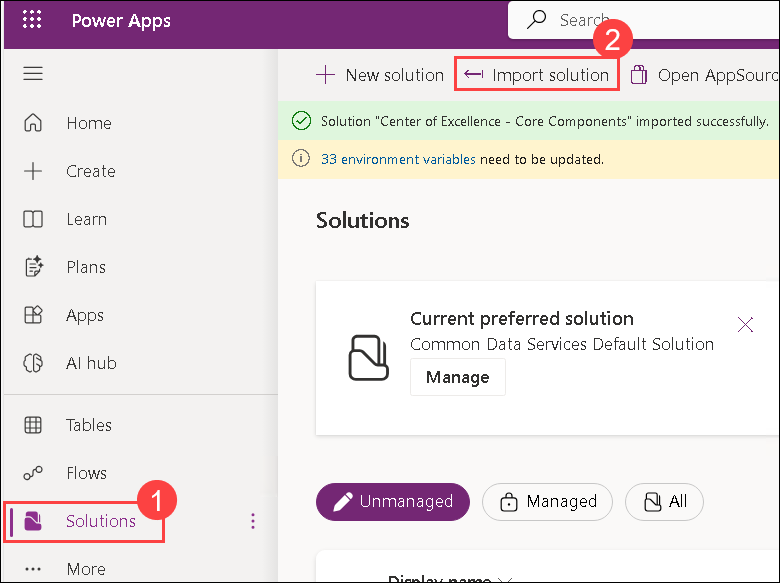 Power Apps
Search
2
New solution
Import solution
Open AppSourc
Solution "Center of Excellence - Core Components" imported successfully.
33 environment variables need to be updated.
Home
Create
Learn
Plans
Apps
AI hub
Tables
Flows
1
Solutions
More
Solutions
Current preferred solution
Common Data Services Default Solution
Manage
Unmanaged
Managed
All
Display name